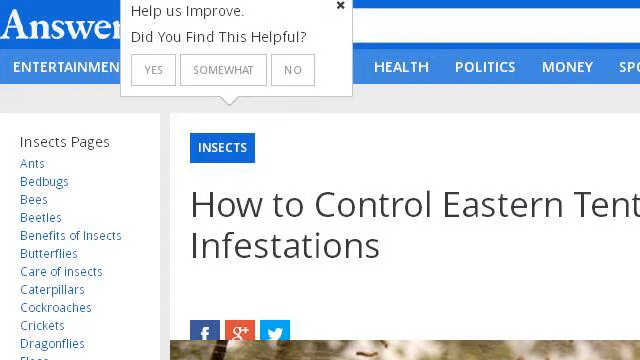 Answer
Help us Improve.
Did You Find This Helpful?
YES SOMEWHAT NO
ENTERTAINMEN HEALTH POLITICS MONEY SPO
Insects Pages
Ants
Bedbugs
Bees
Beetles
Benefits of Insects
Butterflies
Care of insects
Caterpillars
Cockroaches
Crickets
Dragonflies
INSECTS
How to Control Eastern Tent
Infestations